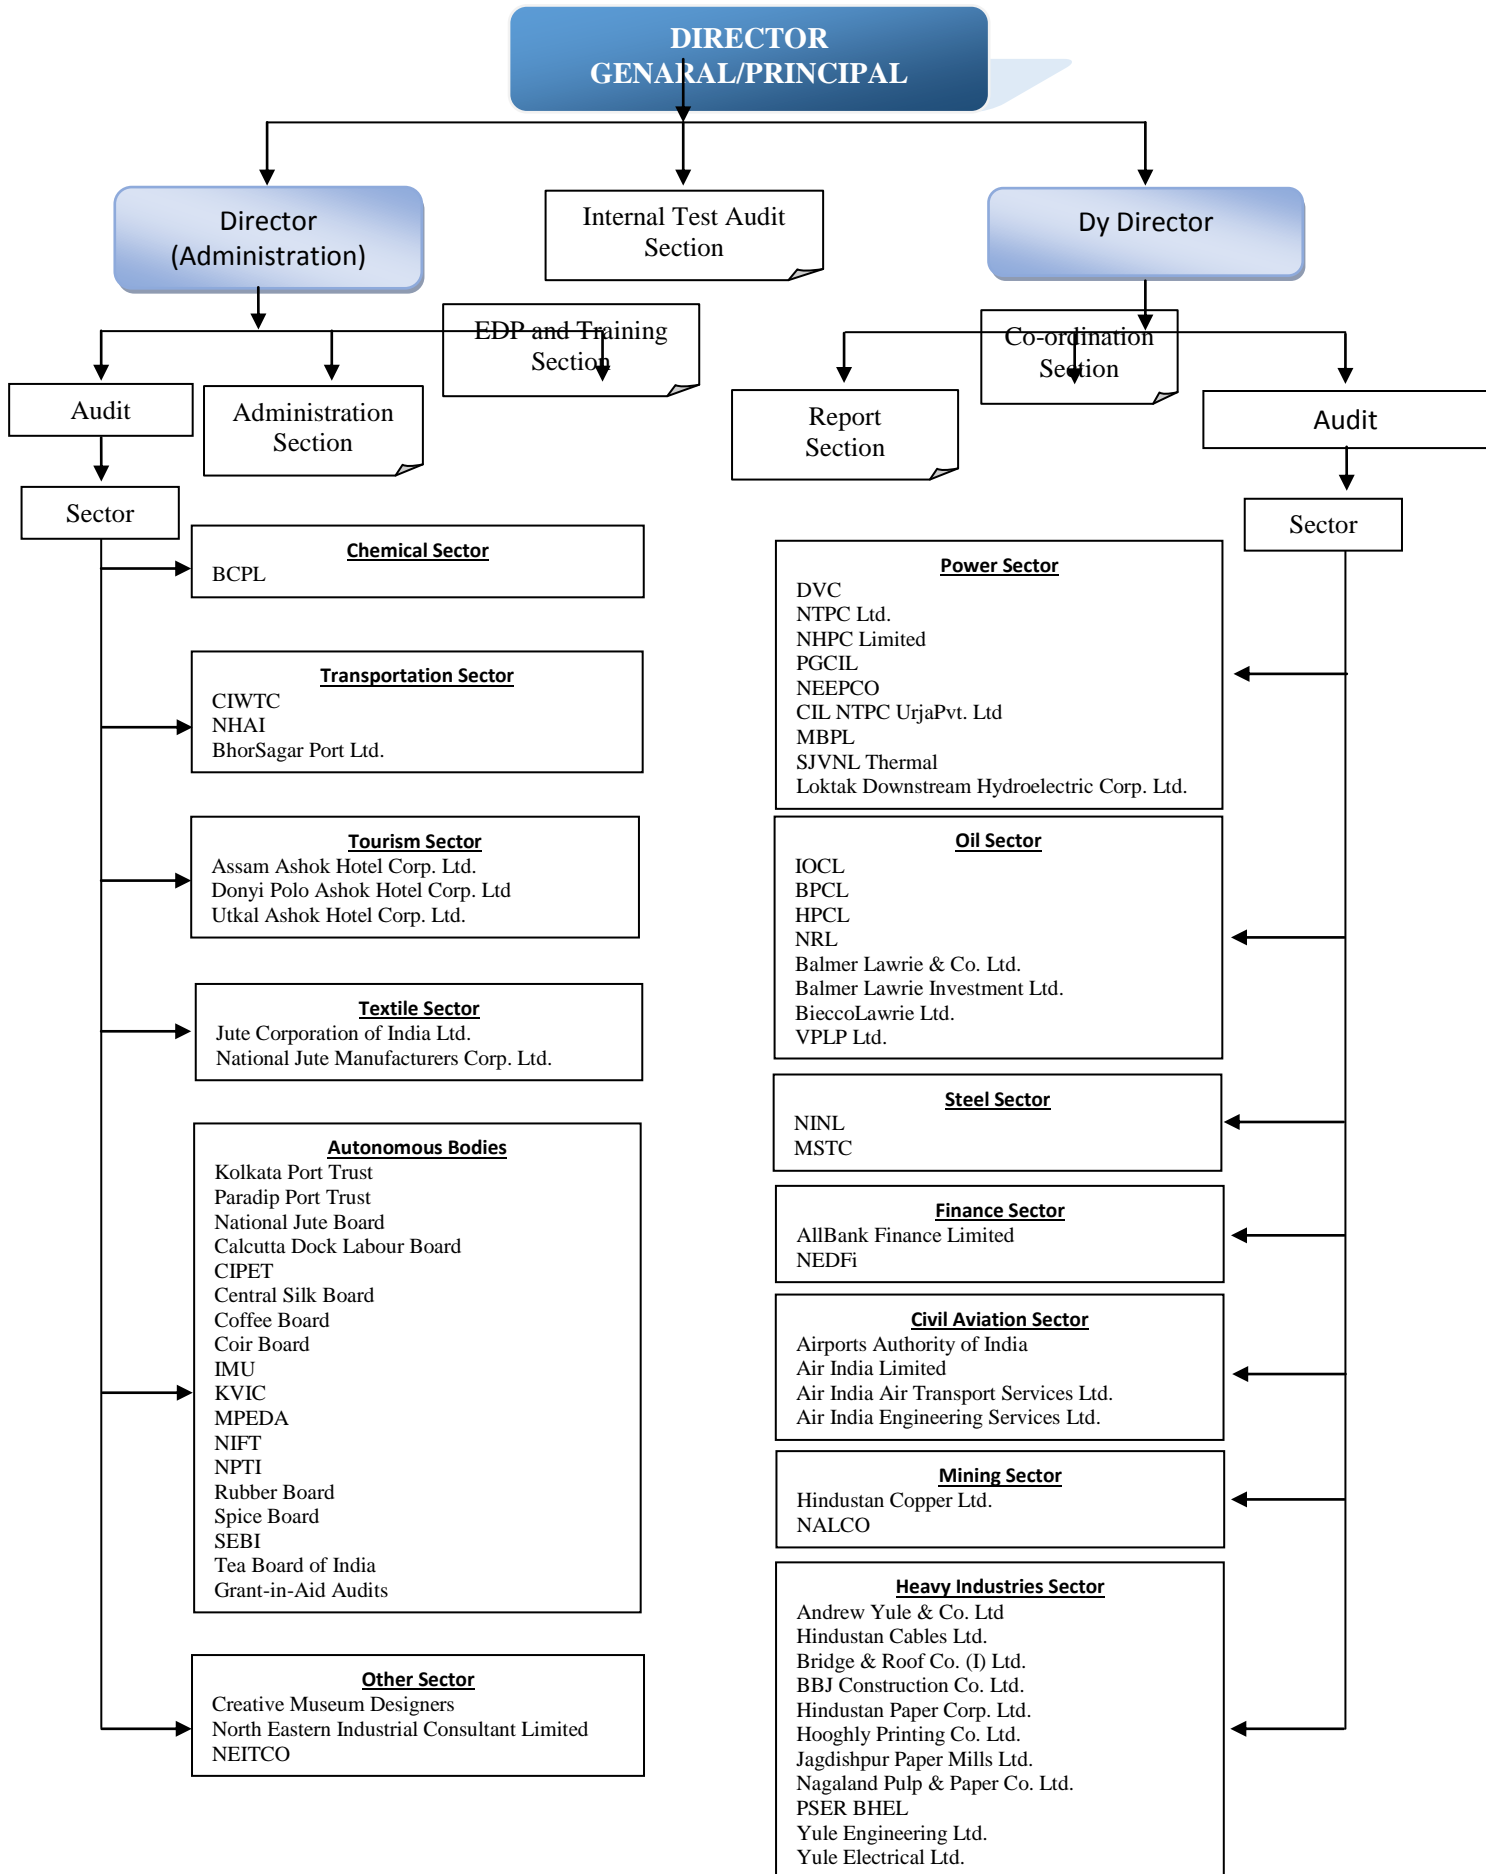 DIRECTOR
GENARAL/PRINCIPAL
Director
(Administration)
Internal Test Audit
Section
Dy Director
EDP and Training
Section
Co-ordination
Section
Audit
Administration
Section
Report
Section
Audit
Sector
Sector
Chemical Sector
BCPL
Transportation Sector
CIWTC
NHAI
BhorSagar Port Ltd.
Tourism Sector
Assam Ashok Hotel Corp. Ltd.
Donyi Polo Ashok Hotel Corp. Ltd
Utkal Ashok Hotel Corp. Ltd.
Textile Sector
Jute Corporation of India Ltd.
National Jute Manufacturers Corp. Ltd.
Autonomous Bodies
Kolkata Port Trust
Paradip Port Trust
National Jute Board
Calcutta Dock Labour Board
CIPET
Central Silk Board
Coffee Board
Coir Board
IMU
KVIC
MPEDA
NIFT
NPTI
Rubber Board
Spice Board
SEBI
Tea Board of India
Grant-in-Aid Audits
Other Sector
Creative Museum Designers
North Eastern Industrial Consultant Limited
NEITCO
Power Sector
DVC
NTPC Ltd.
NHPC Limited
PGCIL
NEEPCO
CIL NTPC UrjaPvt. Ltd
MBPL
SJVNL Thermal
Loktak Downstream Hydroelectric Corp. Ltd.
Oil Sector
IOCL
BPCL
HPCL
NRL
Balmer Lawrie & Co. Ltd.
Balmer Lawrie Investment Ltd.
BieccoLawrie Ltd.
VPLP Ltd.
Steel Sector
NINL
MSTC
Finance Sector
AllBank Finance Limited
NEDFi
Civil Aviation Sector
Airports Authority of India
Air India Limited
Air India Air Transport Services Ltd.
Air India Engineering Services Ltd.
Mining Sector
Hindustan Copper Ltd.
NALCO
Heavy Industries Sector
Andrew Yule & Co. Ltd
Hindustan Cables Ltd.
Bridge & Roof Co. (I) Ltd.
BBJ Construction Co. Ltd.
Hindustan Paper Corp. Ltd.
Hooghly Printing Co. Ltd.
Jagdishpur Paper Mills Ltd.
Nagaland Pulp & Paper Co. Ltd.
PSER BHEL
Yule Engineering Ltd.
Yule Electrical Ltd.